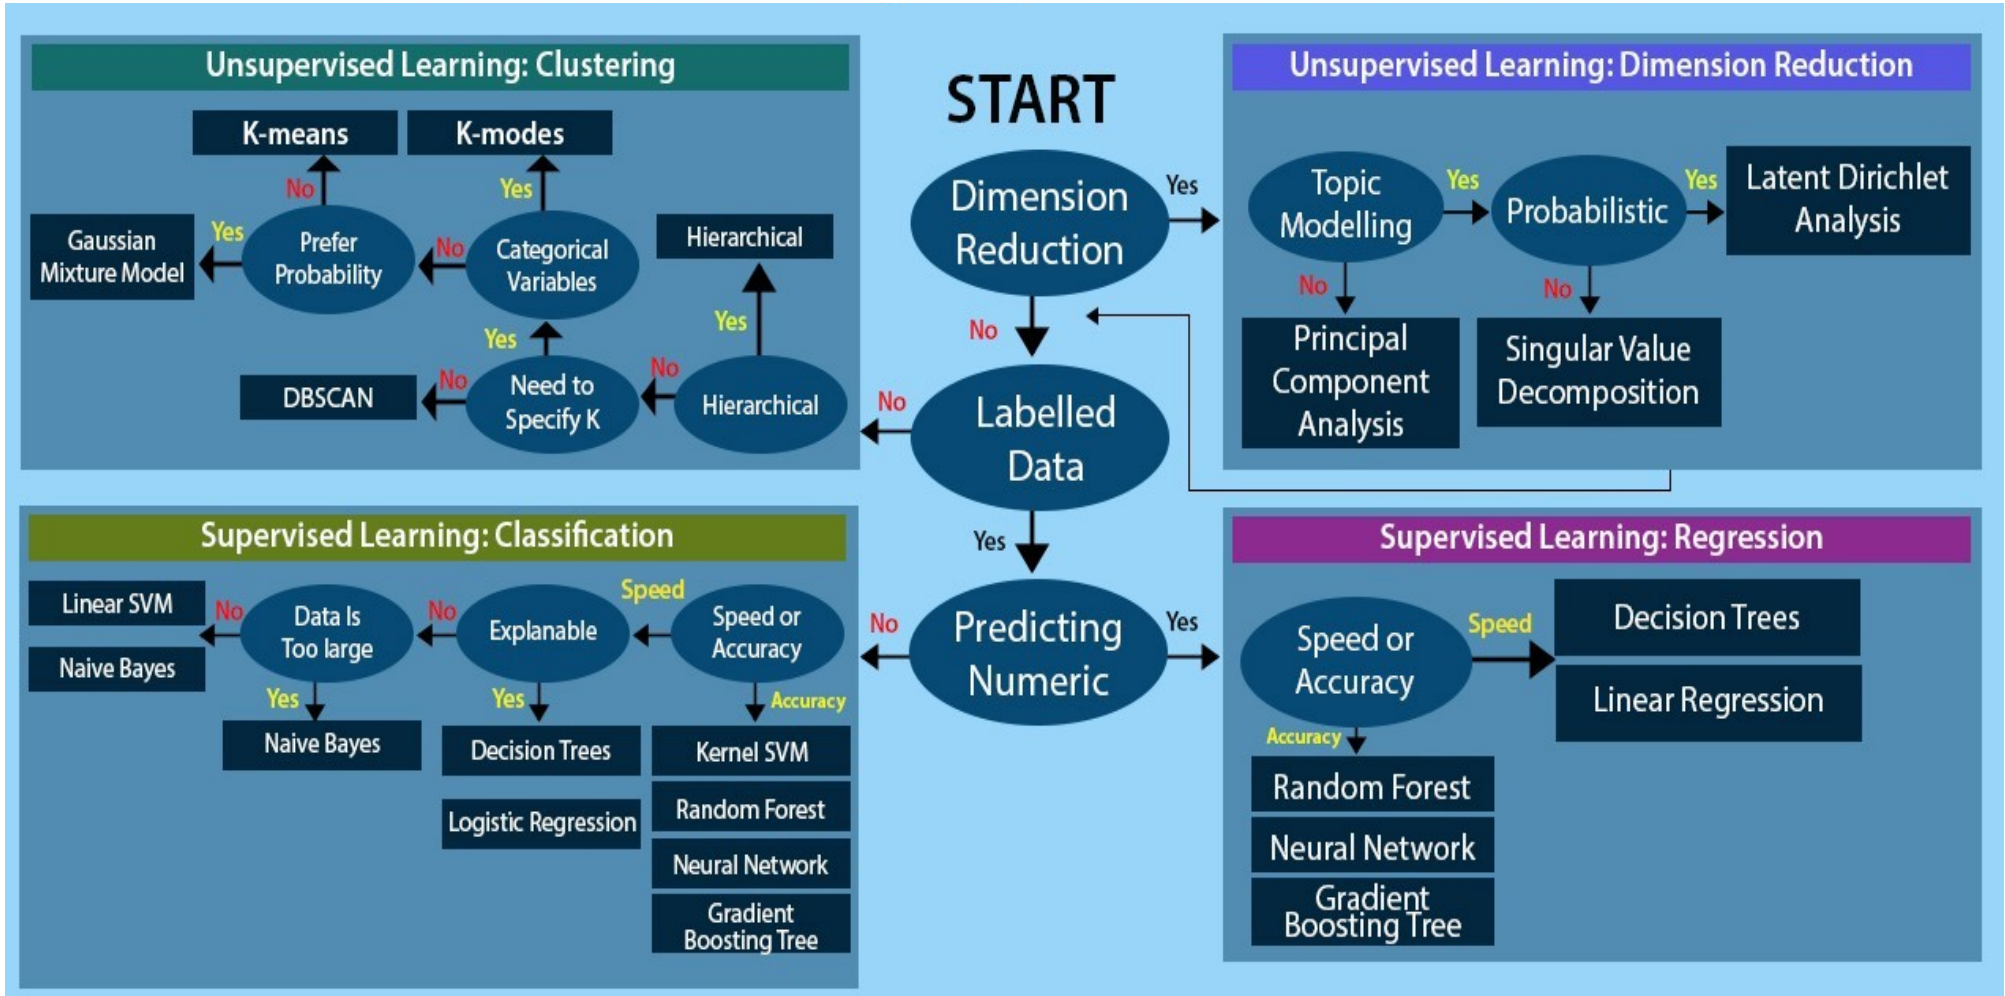 START
Dimension
Reduction
Yes
No
Labelled
Data
No
Yes
Predicting
Numeric
No
Yes
Unsupervised Learning: Clustering
K-means
K-modes
No
Yes
Gaussian
Mixture Model
Yes
Prefer
Probability
No
Categorical
Variables
Hierarchical
Yes
Yes
DBSCAN
No
Need to
Specify K
No
Hierarchical
Unsupervised Learning: Dimension Reduction
Topic
Modelling
Yes
Probabilistic
Yes
Latent Dirichlet
Analysis
No
No
Principal
Component
Analysis
Singular Value
Decomposition
Supervised Learning: Classification
Linear SVM
Naive Bayes
No
Data Is
Too large
No
Explanable
Speed
Speed or
Accuracy
Yes
Yes
Accuracy
Naive Bayes
Decision Trees
Logistic Regression
Kernel SVM
Random Forest
Neural Network
Gradient
Boosting Tree
Supervised Learning: Regression
Speed or
Accuracy
Speed
Decision Trees
Linear Regression
Accuracy
Random Forest
Neural Network
Gradient
Boosting Tree